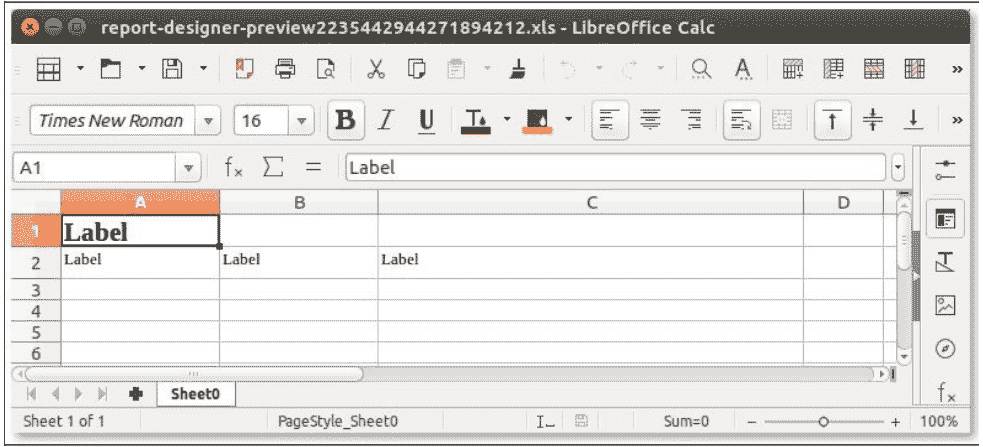 report-designer-preview2235442944271894212.xls - LibreOffice Calc
Times New Roman 16 B I U T
A1 fx Σ = Label
A B C D
1 Label
2 Label Label Label
3
4
5
6
Sheet0
Sheet 1 of 1 PageStyle_Sheet0 Sum=0 100%